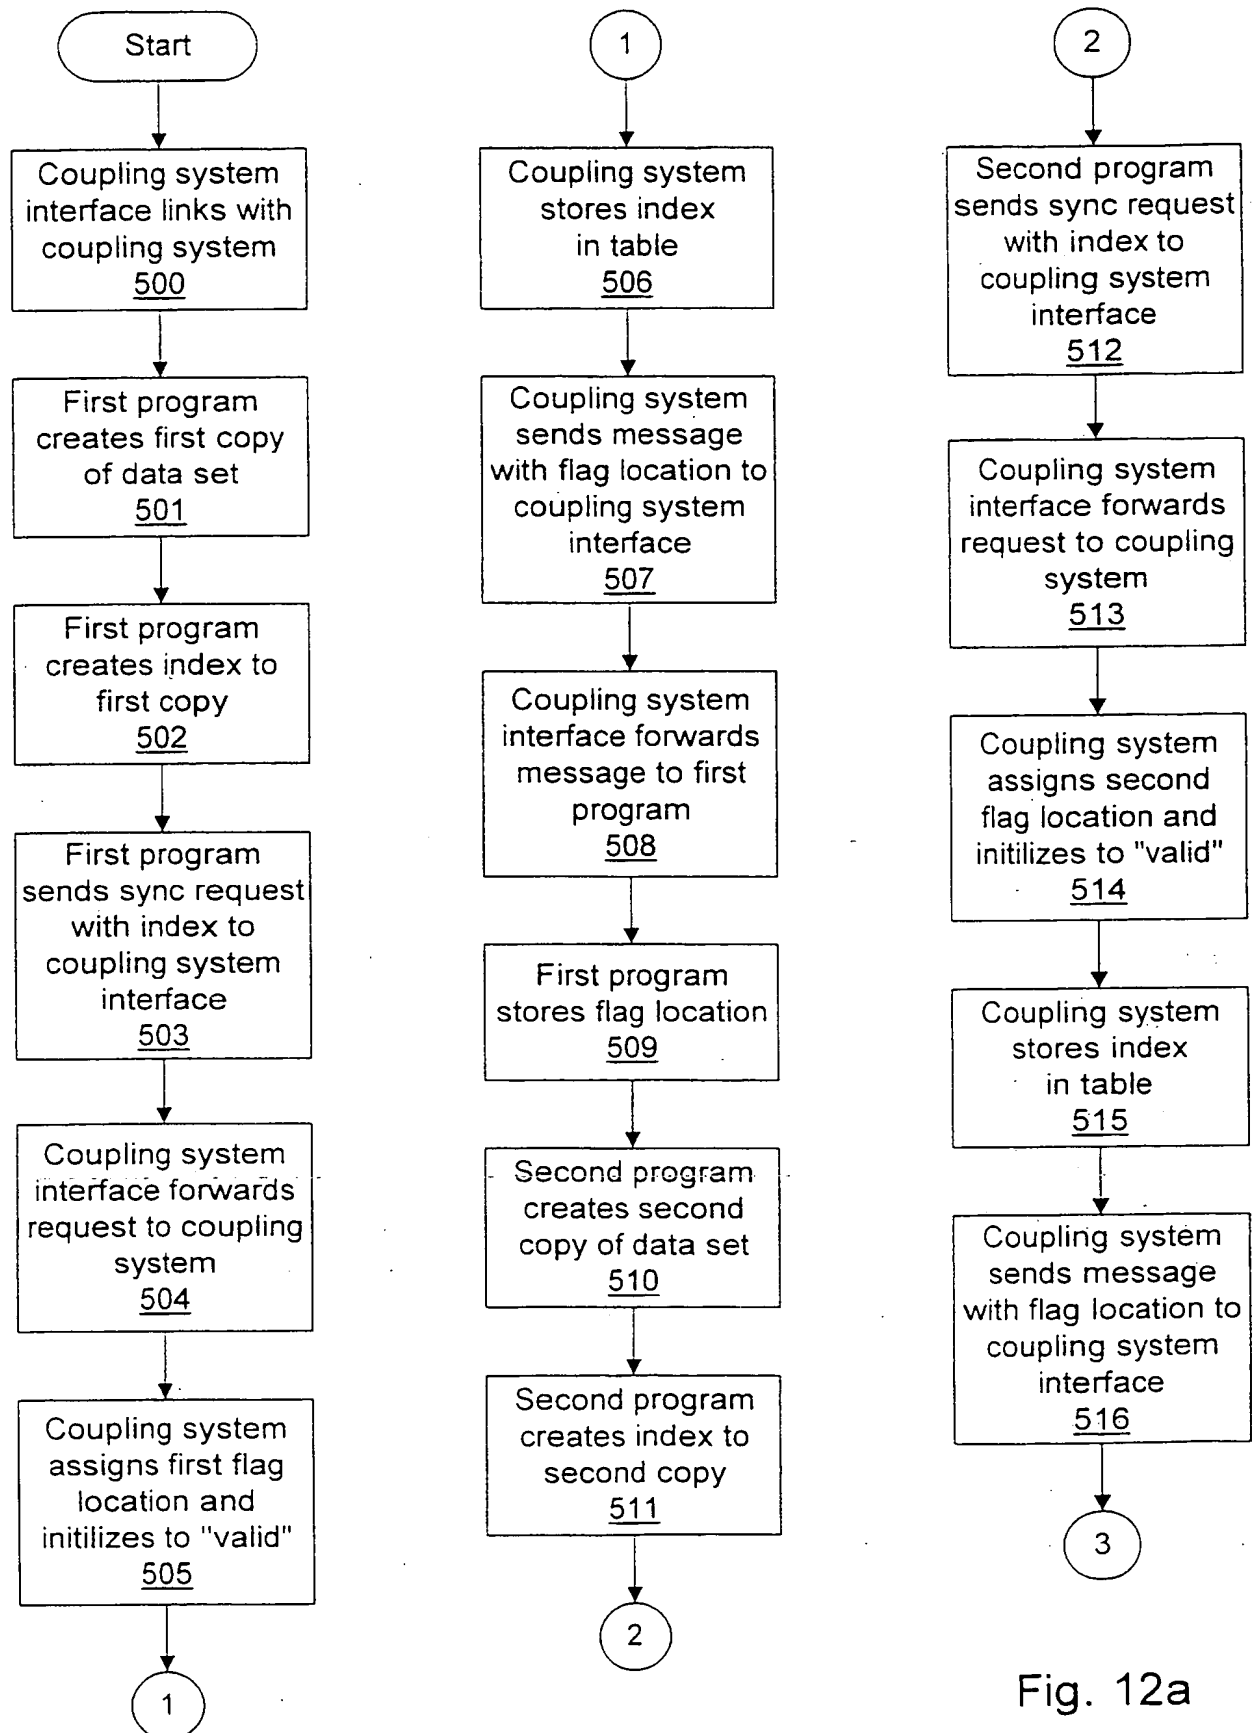 Start
Coupling system
interface links with
coupling system
500
First program
creates first copy
of data set
501
First program
creates index to
first copy
502
First program
sends sync request
with index to
coupling system
interface
503
Coupling system
interface forwards
request to coupling
system
504
Coupling system
assigns first flag
location and
initilizes to "valid"
505
1
1
Coupling system
stores index
in table
506
Coupling system
sends message
with flag location to
coupling system
interface
507
Coupling system
interface forwards
message to first
program
508
First program
stores flag location
509
Second program
creates second
copy of data set
510
Second program
creates index to
second copy
511
2
2
Second program
sends sync request
with index to
coupling system
interface
512
Coupling system
interface forwards
request to coupling
system
513
Coupling system
assigns second
flag location and
initilizes to "valid"
514
Coupling system
stores index
in table
515
Coupling system
sends message
with flag location to
coupling system
interface
516
3
Fig. 12a